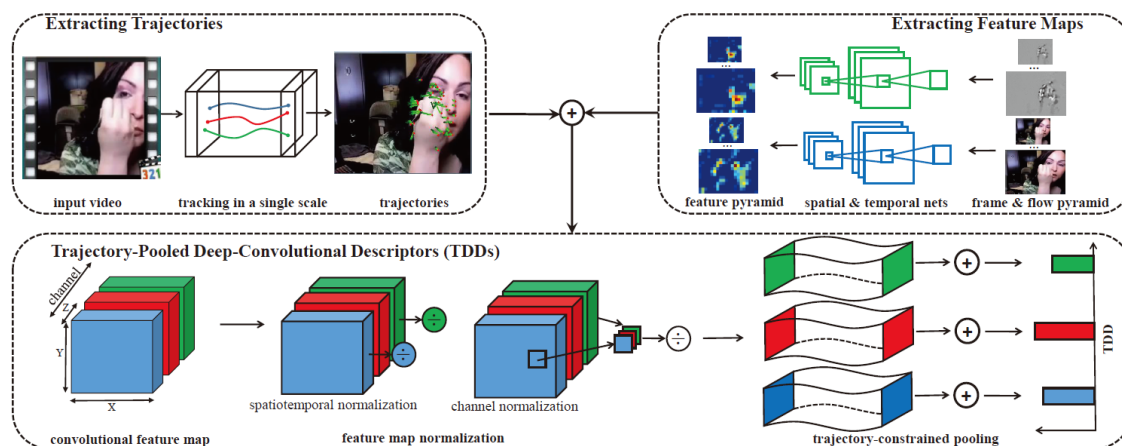 Extracting Trajectories
321
input video
tracking in a single scale
trajectories
+
Extracting Feature Maps
...
...
...
...
feature pyramid
spatial & temporal nets
frame & flow pyramid
Trajectory-Pooled Deep-Convolutional Descriptors (TDDs)
channel
Z
Y
X
convolutional feature map
÷
÷
spatiotemporal normalization
÷
channel normalization
feature map normalization
+
+
+
trajectory-constrained pooling
TDD